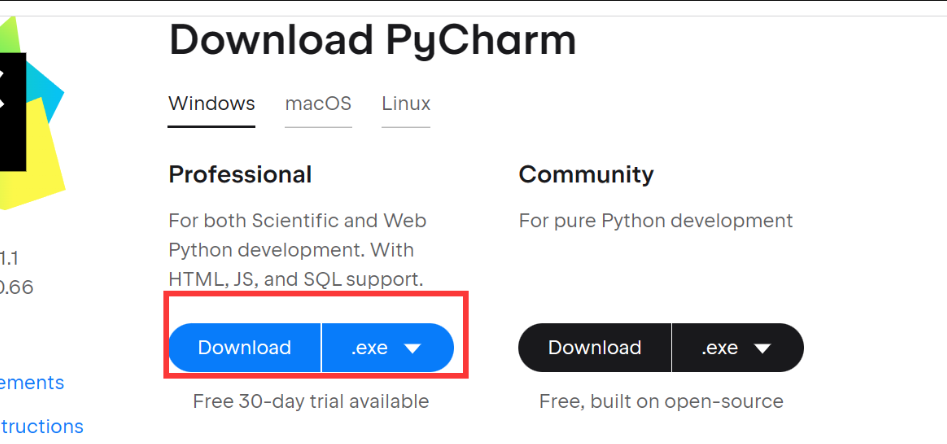 Download PyCharm
Windows macOS Linux
Professional
For both Scientific and Web
Python development. With
HTML, JS, and SQL support.
Download .exe
Free 30-day trial available
Community
For pure Python development
Download .exe
Free, built on open-source
1.1
0.66
ements
tructions